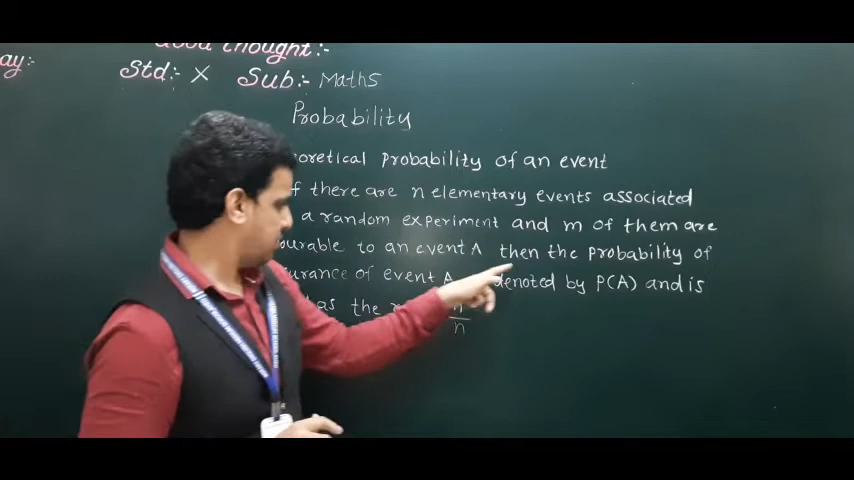 Good thought:-
ay:-
Std:- X Sub:- Maths
Probability
oretical probability of an event
f there are n elementary events associated
a random experiment and m of them are
ourable to an event A then the probability of
urance of event A denoted by P(A) and is
as the
n